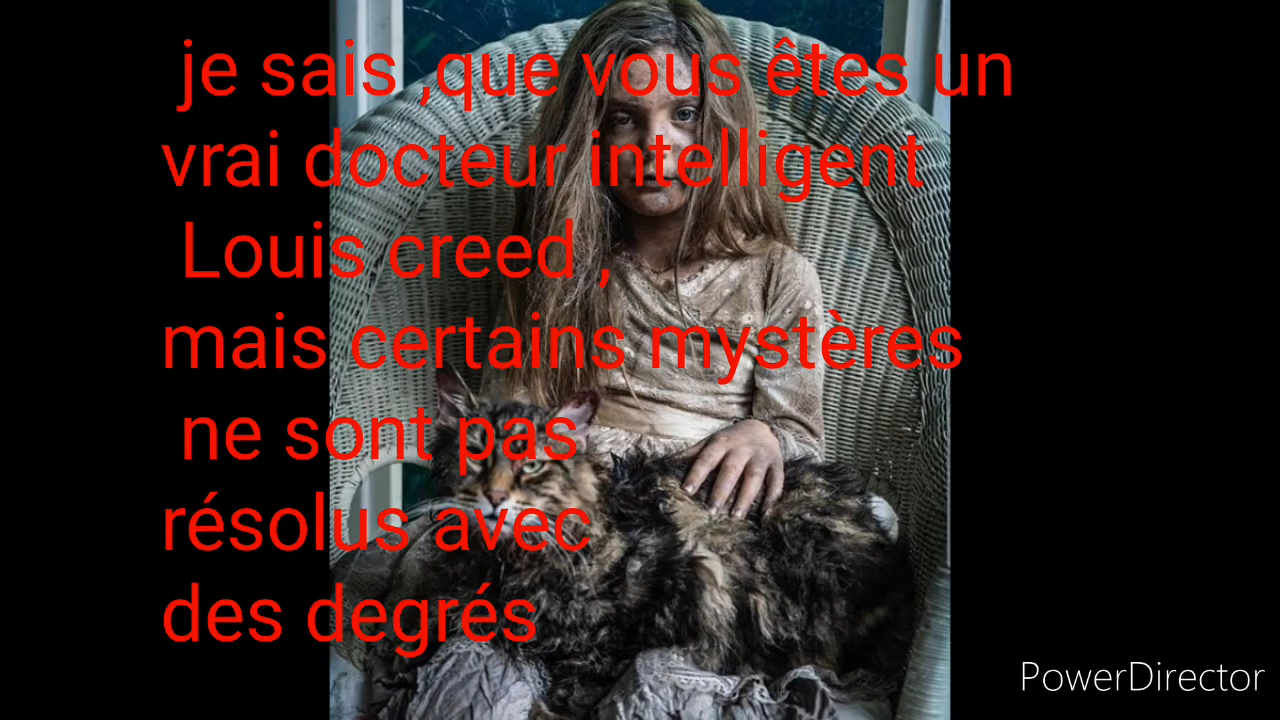 je sais ,que vous êtes un
vrai docteur intelligent
Louis creed ,
mais certains mystères
ne sont pas
résolus avec
des degrés
PowerDirector